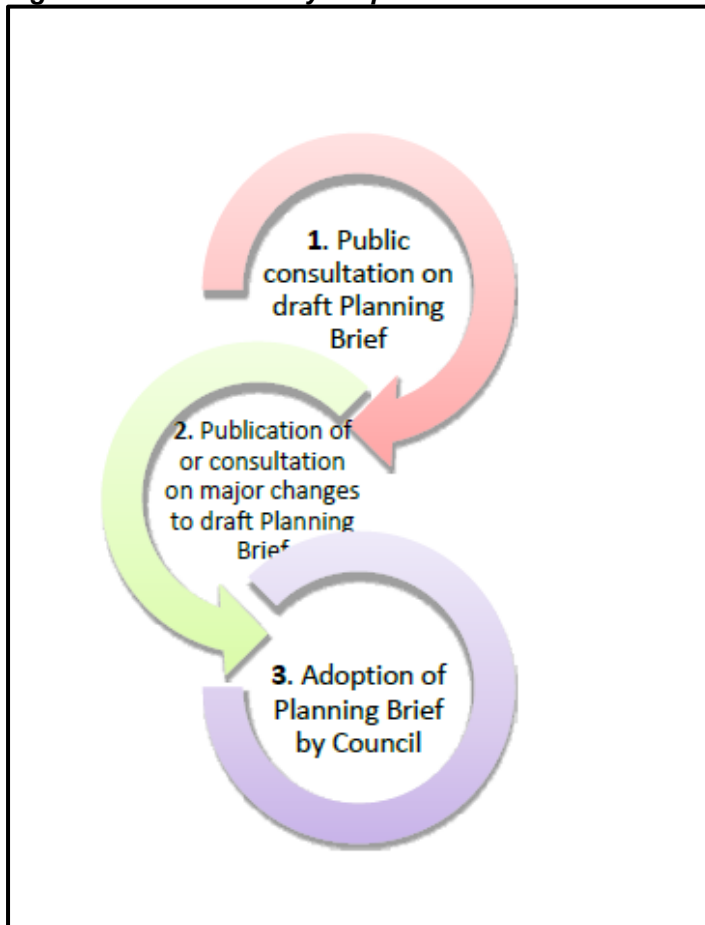 1. Public
consultation on
draft Planning
Brief
2. Publication of
or consultation
on major changes
to draft Planning
Brief
3. Adoption of
Planning Brief
by Council